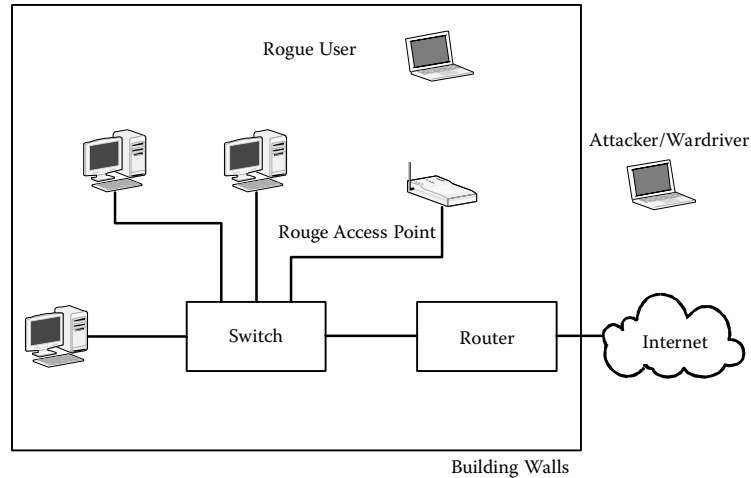 Rogue User
Attacker/Wardriver
Rouge Access Point
Switch
Router
Internet
Building Walls